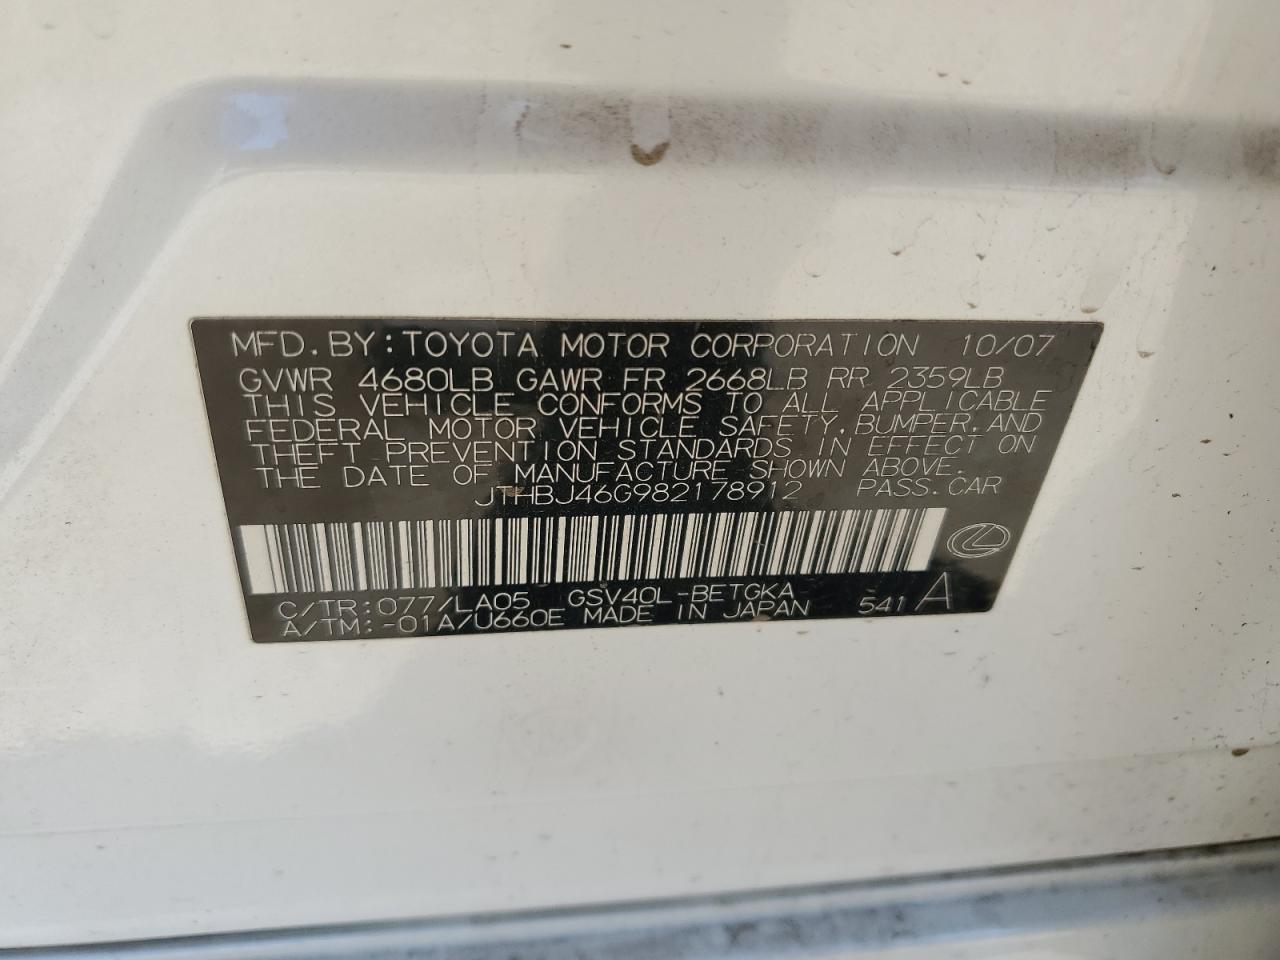 MFD. BY: TOYOTA MOTOR CORPORATION 10/07
GVWR 4680LB GAWR FR 2668LB RR 2359LB
THIS VEHICLE CONFORMS TO ALL APPLICABLE
FEDERAL MOTOR VEHICLE SAFETY, BUMPER, AND
THEFT PREVENTION STANDARDS IN EFFECT ON
THE DATE OF MANUFACTURE SHOWN ABOVE.
JTHBJ46G982178912 PASS. CAR
C/TR: 077/LA05 GSV40L-BETGKA
A/TM: -01A/U660E MADE IN JAPAN 541 A